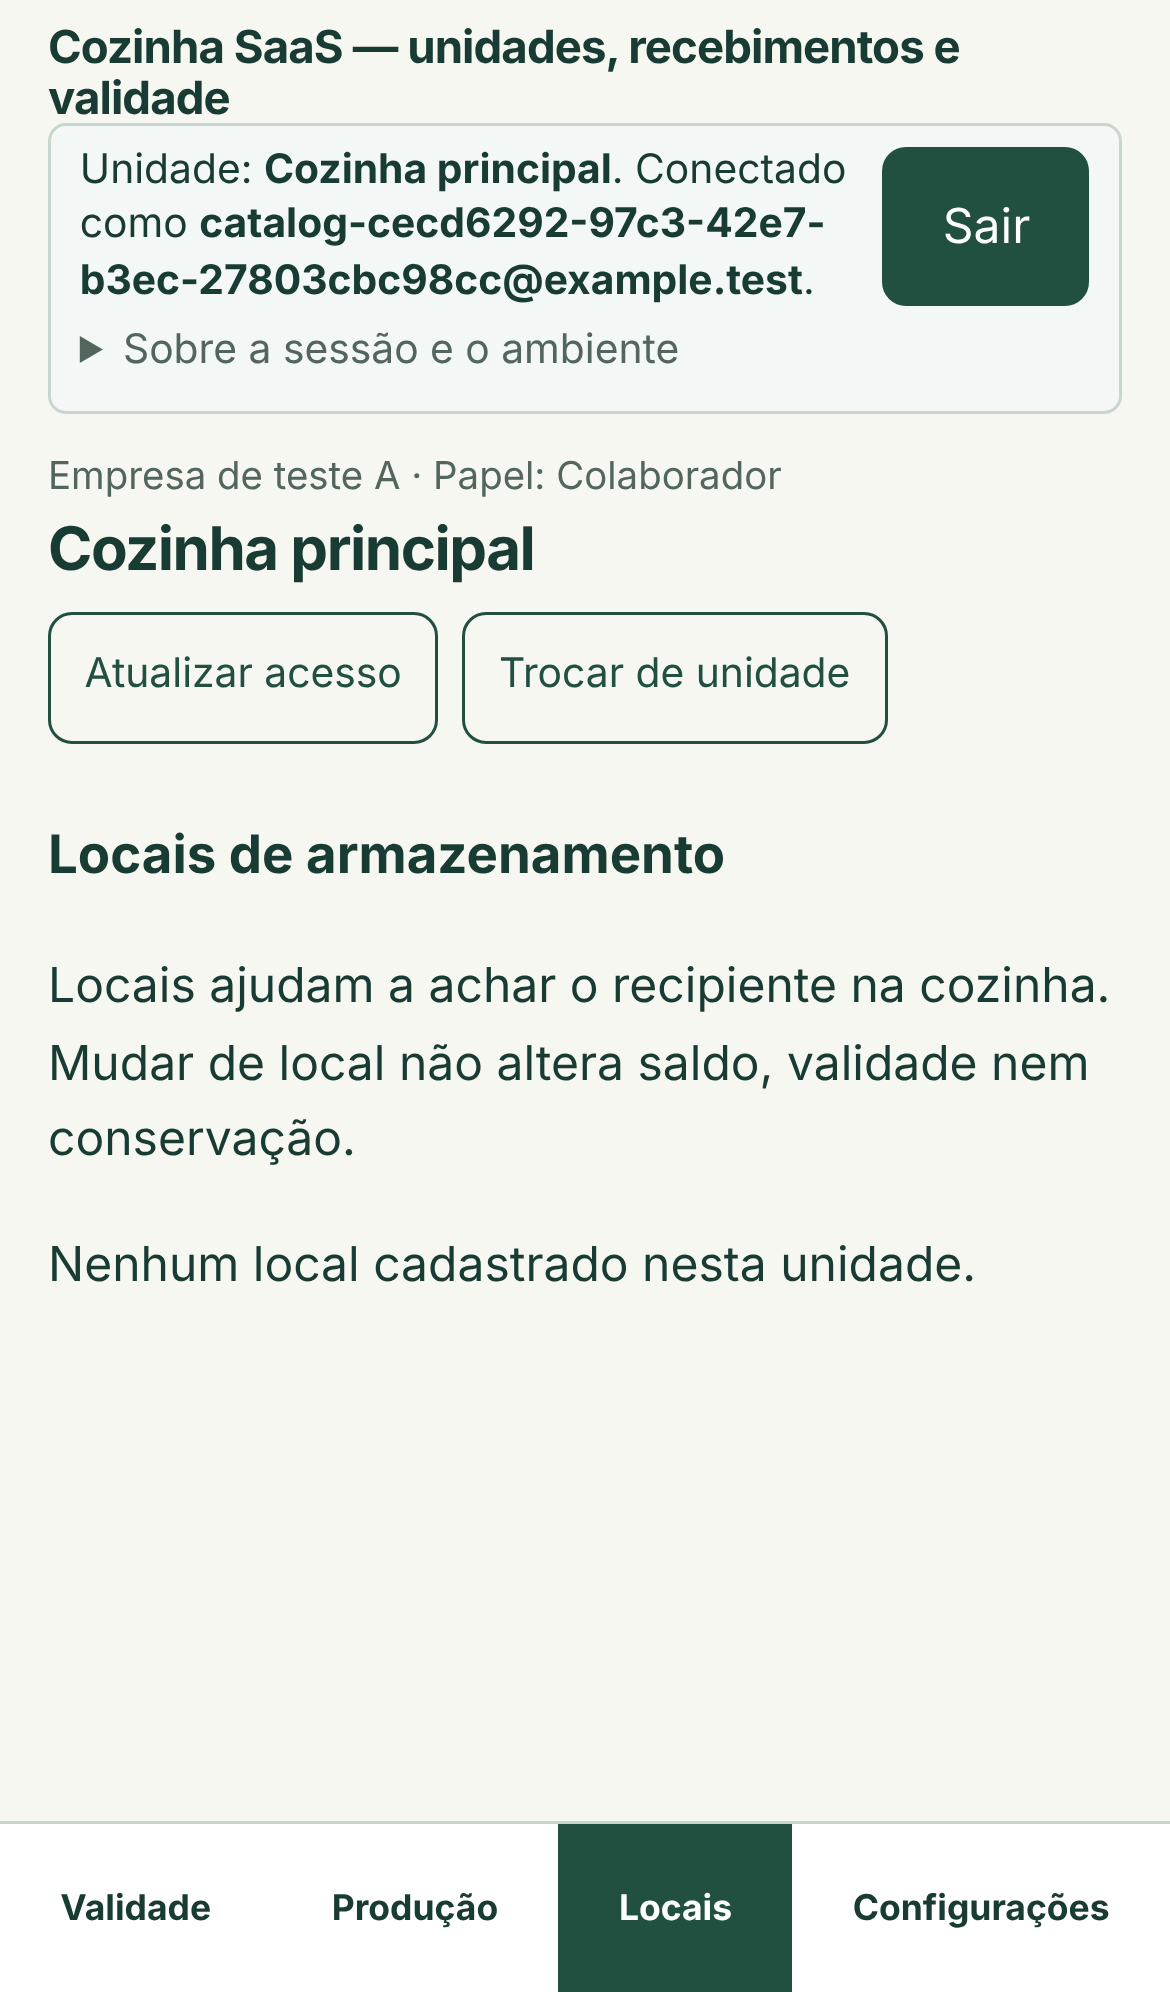 Cozinha SaaS — unidades, recebimentos e
validade
Unidade: Cozinha principal. Conectado
como catalog-cecd6292-97c3-42e7-
b3ec-27803cbc98cc@example.test.
Sair
▶ Sobre a sessão e o ambiente
Empresa de teste A · Papel: Colaborador
Cozinha principal
Atualizar acesso
Trocar de unidade
Locais de armazenamento
Locais ajudam a achar o recipiente na cozinha.
Mudar de local não altera saldo, validade nem
conservação.
Nenhum local cadastrado nesta unidade.
Validade
Produção
Locais
Configurações